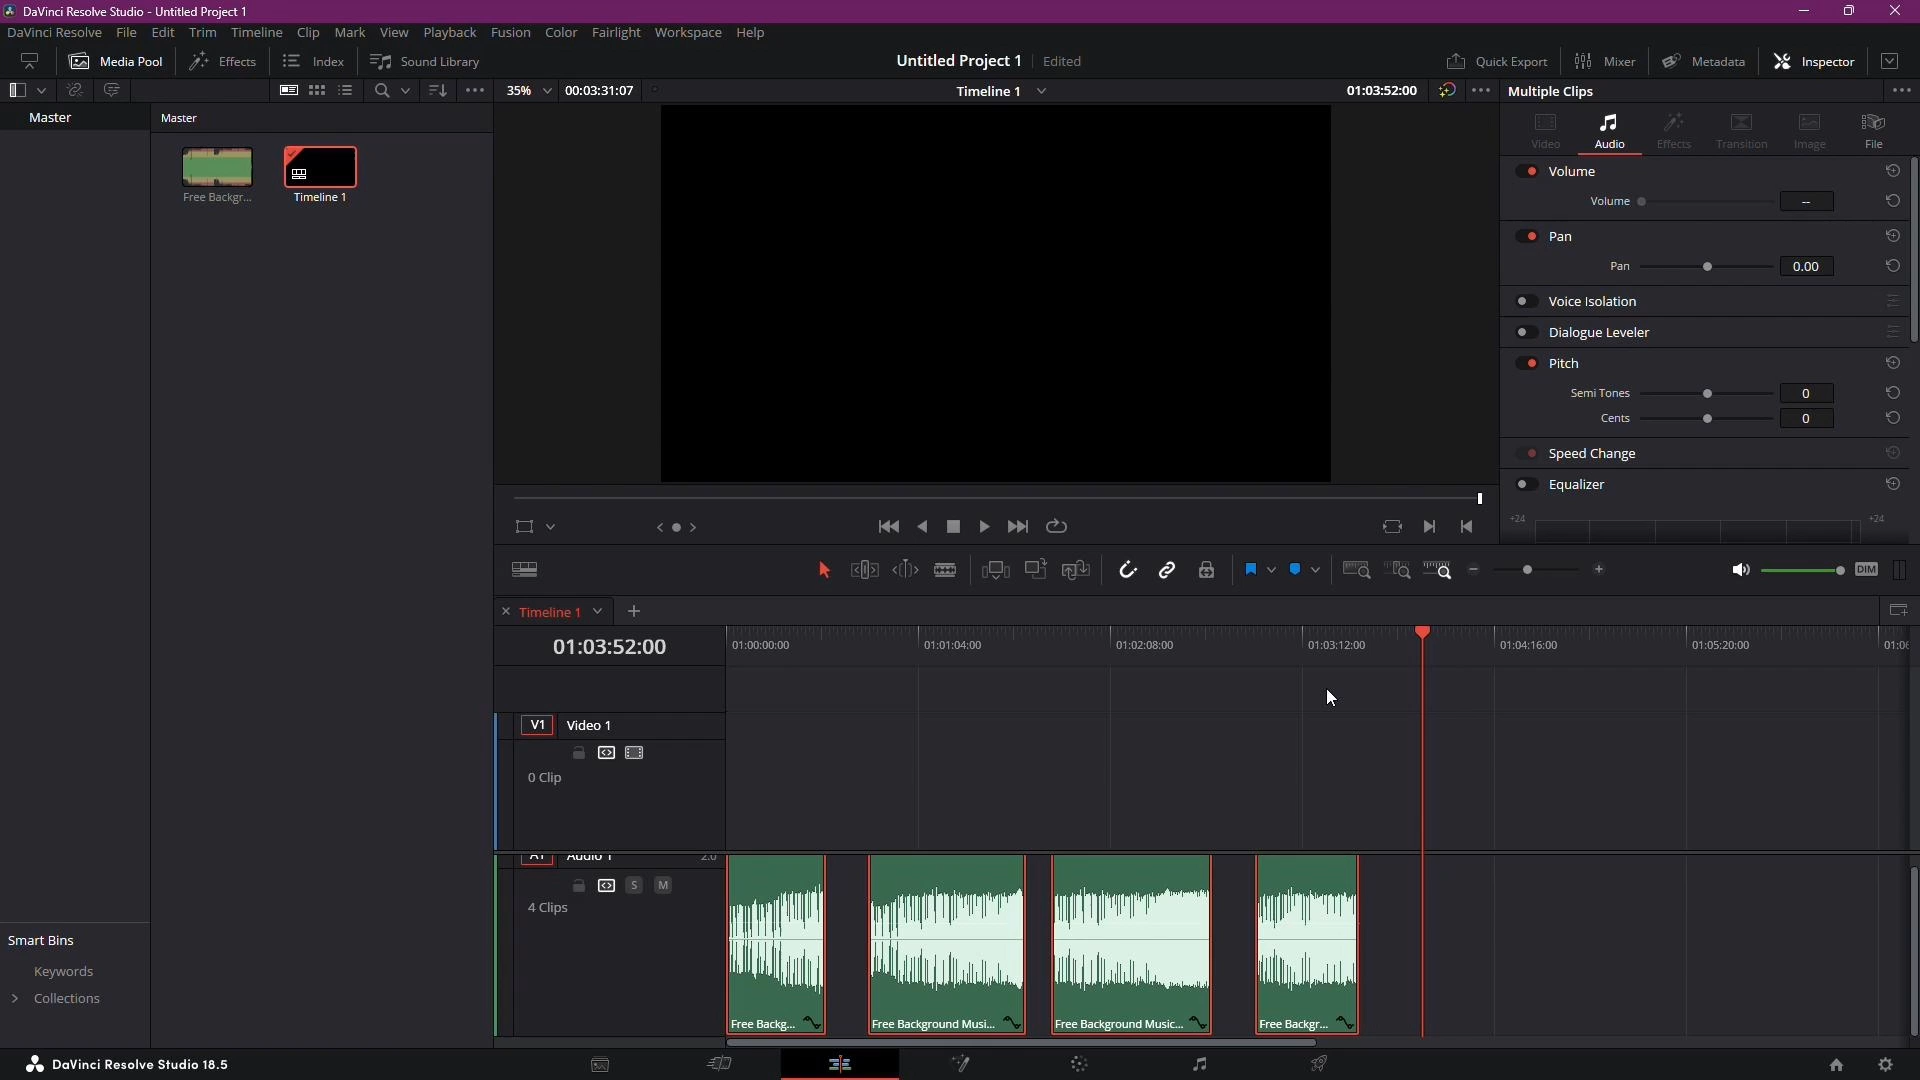 DaVinci Resolve Studio - Untitled Project 1
DaVinci Resolve File Edit Trim Timeline Clip Mark View Playback Fusion Color Fairlight Workspace Help
Media Pool Effects Index Sound Library Untitled Project 1 Edited Quick Export Mixer Metadata Inspector
35% 00:03:31:07 Timeline 1 01:03:52:00 Multiple Clips
Master Master
Video Audio Effects Transition Image File
Free Backgr... Timeline 1
Volume
Volume --
Pan
Pan 0.00
Voice Isolation
Dialogue Leveler
Pitch
Semi Tones 0
Cents 0
Speed Change
Equalizer
+24 +24
DIM
Timeline 1
01:03:52:00 01:00:00:00 01:01:04:00 01:02:08:00 01:03:12:00 01:04:16:00 01:05:20:00 01:06
V1 Video 1
0 Clip
A1 Audio 1 2.0
S M
4 Clips
Smart Bins
Keywords
Collections
Free Backg... Free Background Musi... Free Background Music... Free Backgr...
DaVinci Resolve Studio 18.5